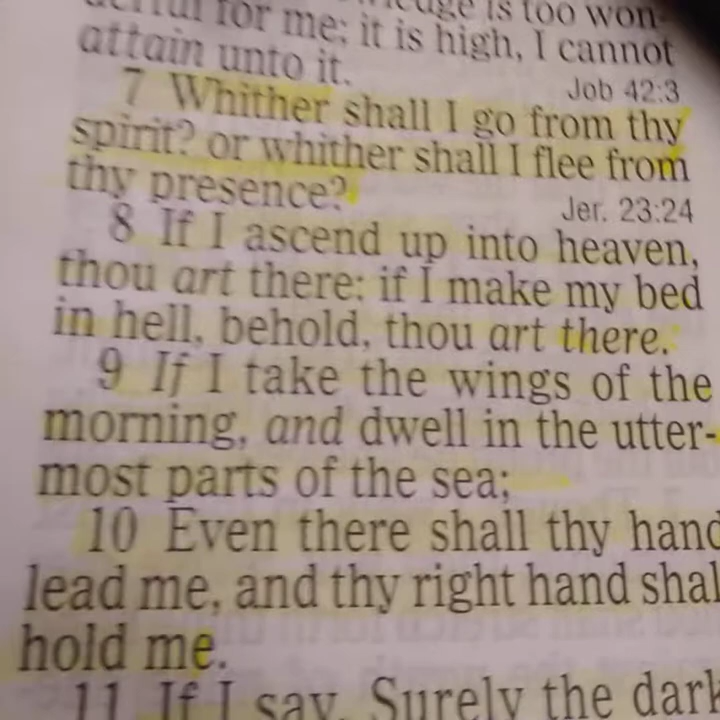 is too won-
for me; it is high, I cannot
attain unto it.
Job 42:3
7 Whither shall I go from thy
spirit? or whither shall I flee from
thy presence?
Jer. 23:24
8 If I ascend up into heaven,
thou art there: if I make my bed
in hell, behold, thou art there.
9 If I take the wings of the
morning, and dwell in the utter-
most parts of the sea;
10 Even there shall thy hand
lead me, and thy right hand shal
hold me.
11 If I say, Surely the dark